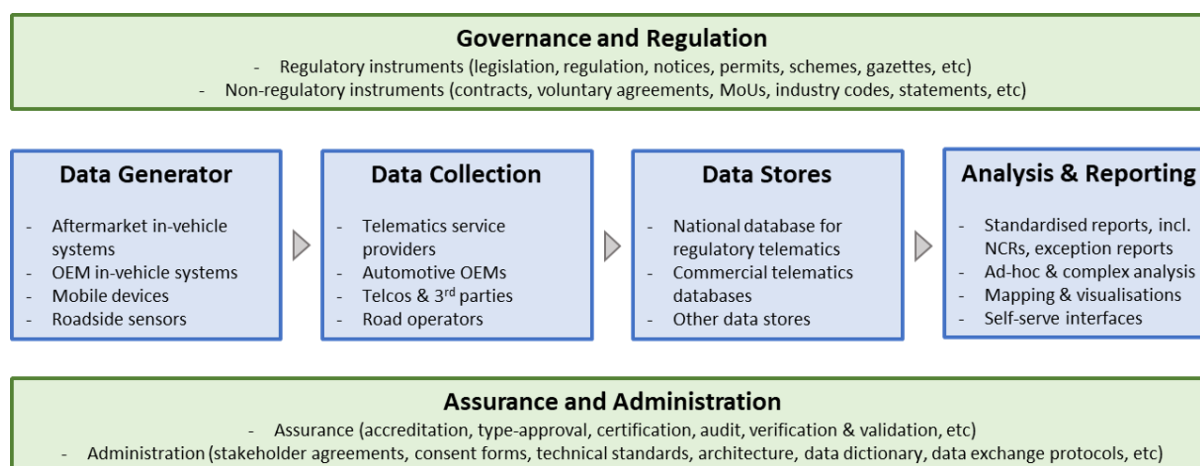 Governance and Regulation
- Regulatory instruments (legislation, regulation, notices, permits, schemes, gazettes, etc)
- Non-regulatory instruments (contracts, voluntary agreements, MoUs, industry codes, statements, etc)
Data Generator
- Aftermarket in-vehicle
systems
- OEM in-vehicle systems
- Mobile devices
- Roadside sensors
Data Collection
- Telematics service
providers
- Automotive OEMs
- Telcos & 3rd parties
- Road operators
Data Stores
- National database for
regulatory telematics
- Commercial telematics
databases
- Other data stores
Analysis & Reporting
- Standardised reports, incl.
NCRs, exception reports
- Ad-hoc & complex analysis
- Mapping & visualisations
- Self-serve interfaces
Assurance and Administration
- Assurance (accreditation, type-approval, certification, audit, verification & validation, etc)
- Administration (stakeholder agreements, consent forms, technical standards, architecture, data dictionary, data exchange protocols, etc)